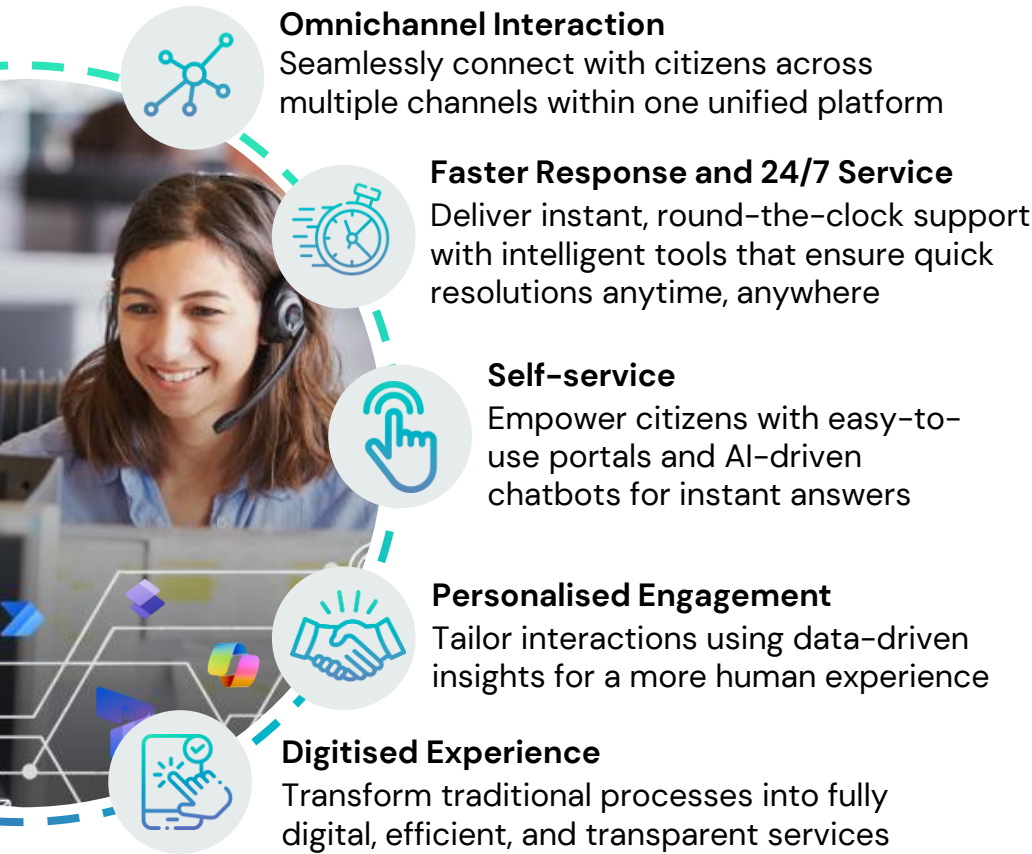 Omnichannel Interaction
Seamlessly connect with citizens across
multiple channels within one unified platform
Faster Response and 24/7 Service
Deliver instant, round-the-clock support
with intelligent tools that ensure quick
resolutions anytime, anywhere
Self-service
Empower citizens with easy-to-
use portals and AI-driven
chatbots for instant answers
Personalised Engagement
Tailor interactions using data-driven
insights for a more human experience
Digitised Experience
Transform traditional processes into fully
digital, efficient, and transparent services